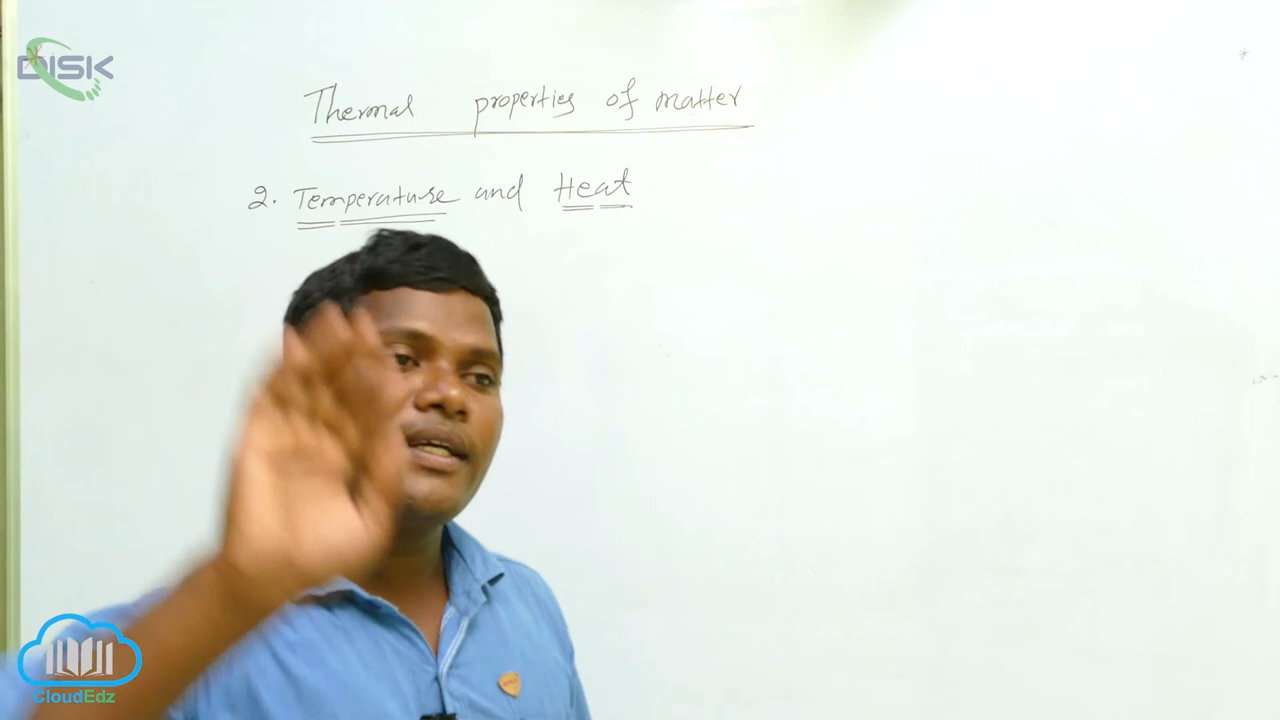 DISK
Thermal properties of matter
2. Temperature and Heat
CloudEdz